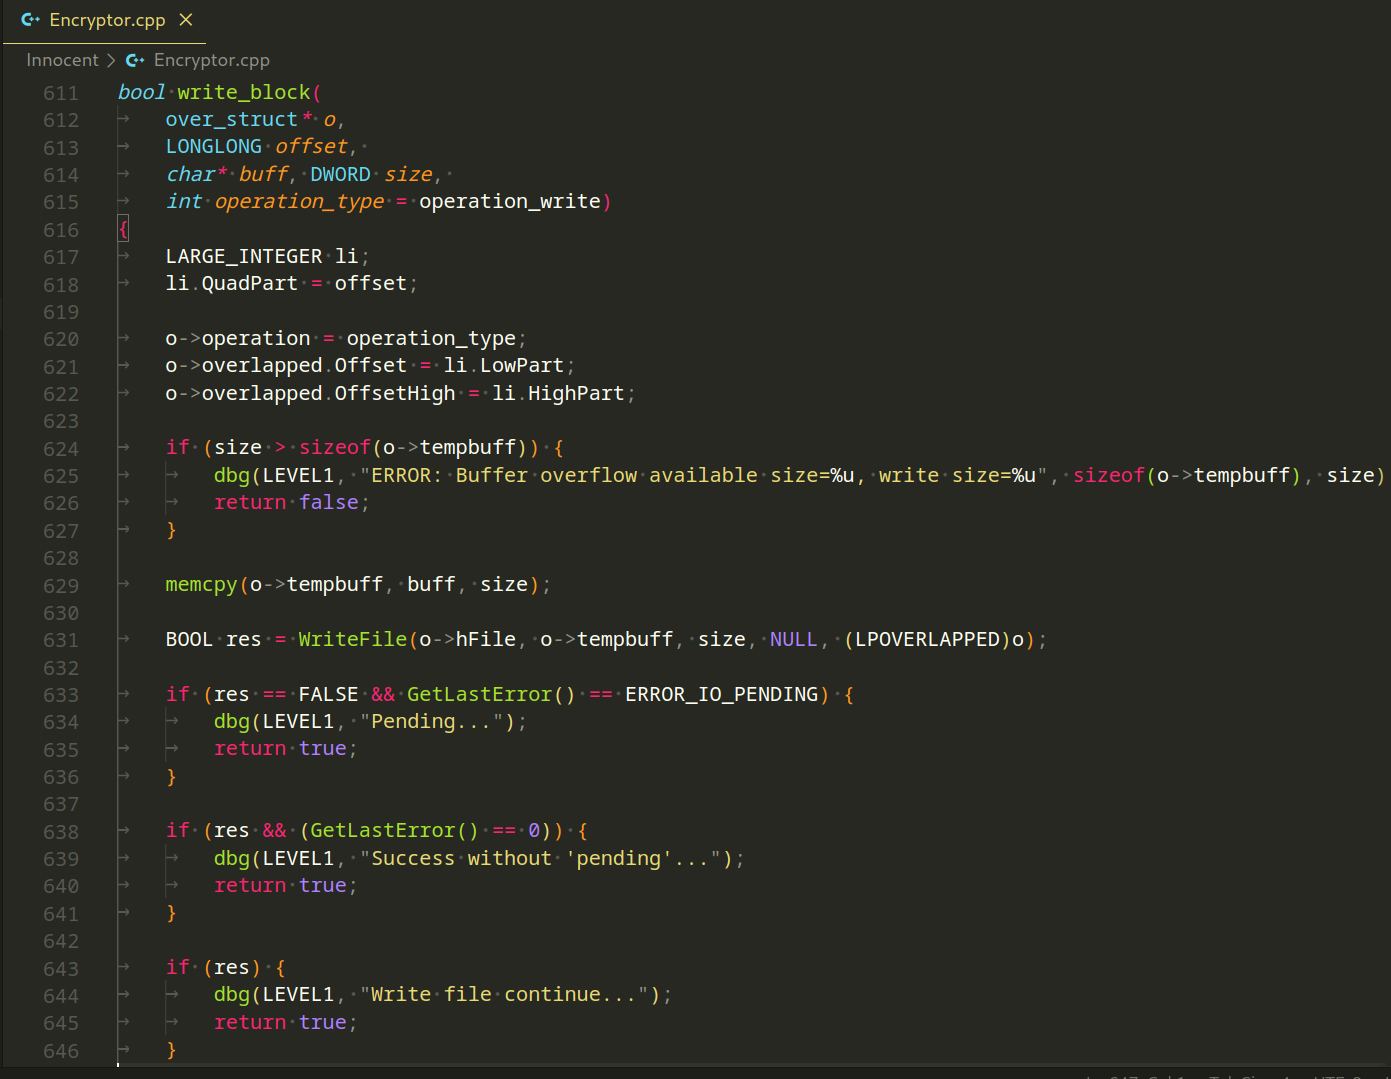 Encryptor.cpp
Innocent > Encryptor.cpp
611 bool write_block(
612 over_struct* o,
613 LONGLONG offset,
614 char* buff, DWORD size,
615 int operation_type = operation_write)
616 {
617 LARGE_INTEGER li;
618 li.QuadPart = offset;
619
620 o->operation = operation_type;
621 o->overlapped.Offset = li.LowPart;
622 o->overlapped.OffsetHigh = li.HighPart;
623
624 if (size > sizeof(o->tempbuff)) {
625 dbg(LEVEL1, "ERROR: Buffer overflow available size=%u, write size=%u", sizeof(o->tempbuff), size)
626 return false;
627 }
628
629 memcpy(o->tempbuff, buff, size);
630
631 BOOL res = WriteFile(o->hFile, o->tempbuff, size, NULL, (LPOVERLAPPED)o);
632
633 if (res == FALSE && GetLastError() == ERROR_IO_PENDING) {
634 dbg(LEVEL1, "Pending...");
635 return true;
636 }
637
638 if (res && (GetLastError() == 0)) {
639 dbg(LEVEL1, "Success without 'pending'...");
640 return true;
641 }
642
643 if (res) {
644 dbg(LEVEL1, "Write file continue...");
645 return true;
646 }